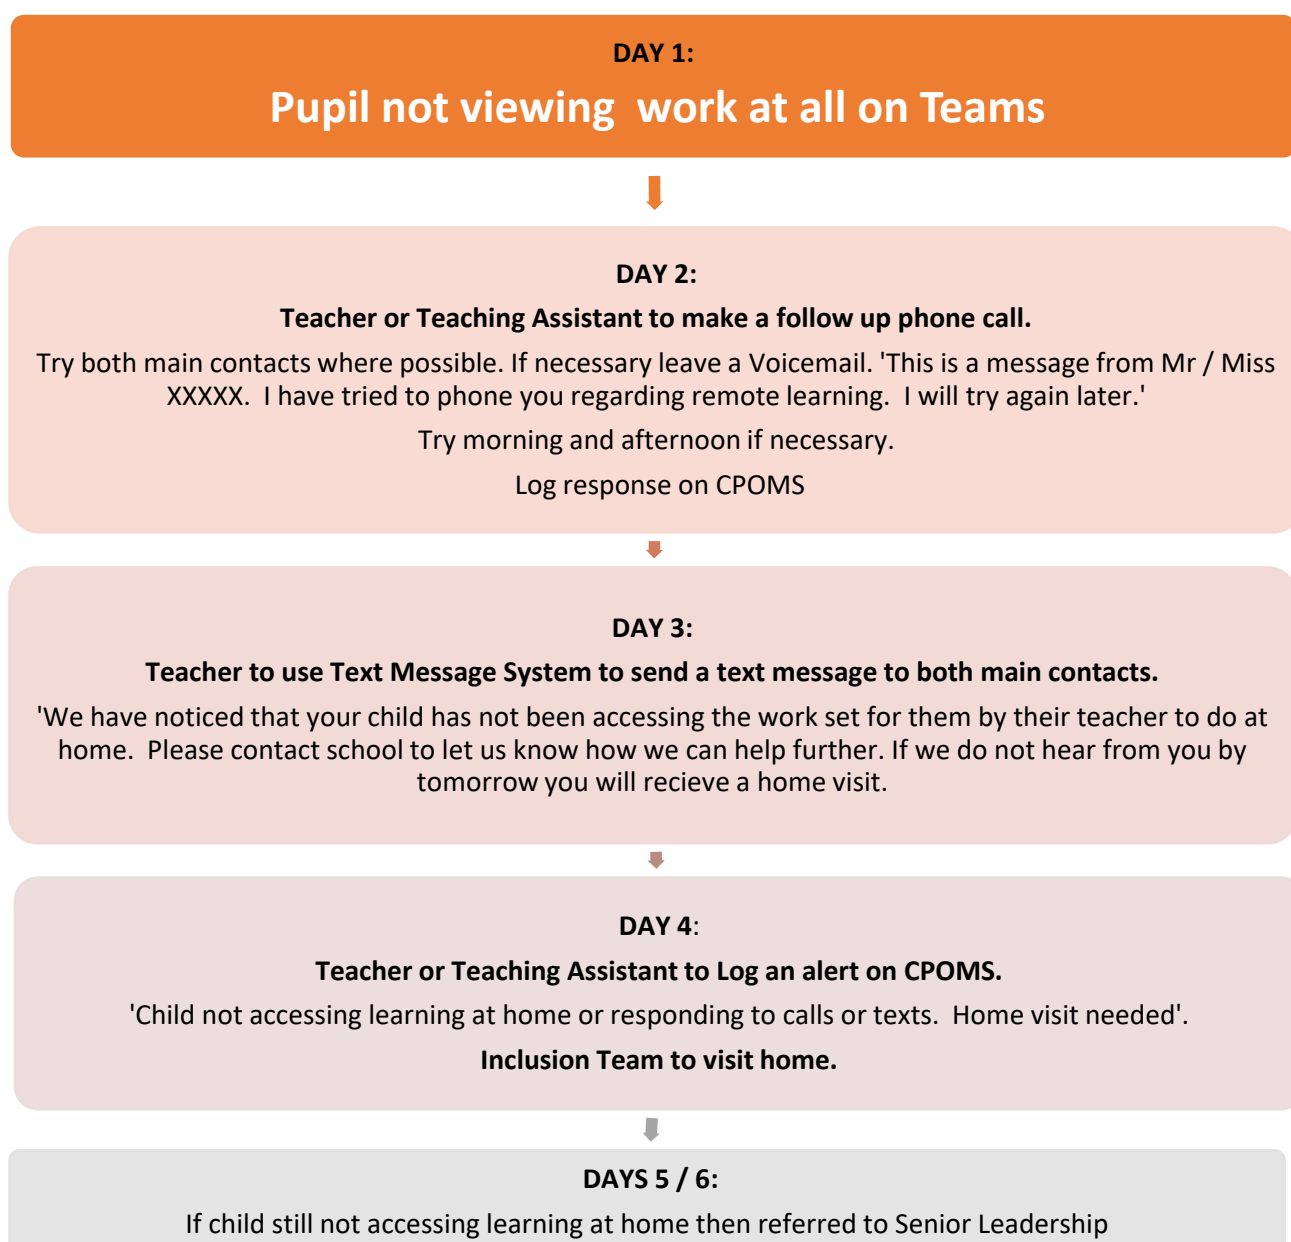 DAY 1:
Pupil not viewing  work at all on Teams
DAY 2:
Teacher or Teaching Assistant to make a follow up phone call.
Try both main contacts where possible. If necessary leave a Voicemail. 'This is a message from Mr / Miss
XXXXX.  I have tried to phone you regarding remote learning.  I will try again later.'
Try morning and afternoon if necessary.
Log response on CPOMS
DAY 3:
Teacher to use Text Message System to send a text message to both main contacts.
'We have noticed that your child has not been accessing the work set for them by their teacher to do at
home.  Please contact school to let us know how we can help further. If we do not hear from you by
tomorrow you will recieve a home visit.
DAY 4:
Teacher or Teaching Assistant to Log an alert on CPOMS.
'Child not accessing learning at home or responding to calls or texts.  Home visit needed'.
Inclusion Team to visit home.
DAYS 5 / 6:
If child still not accessing learning at home then referred to Senior Leadership